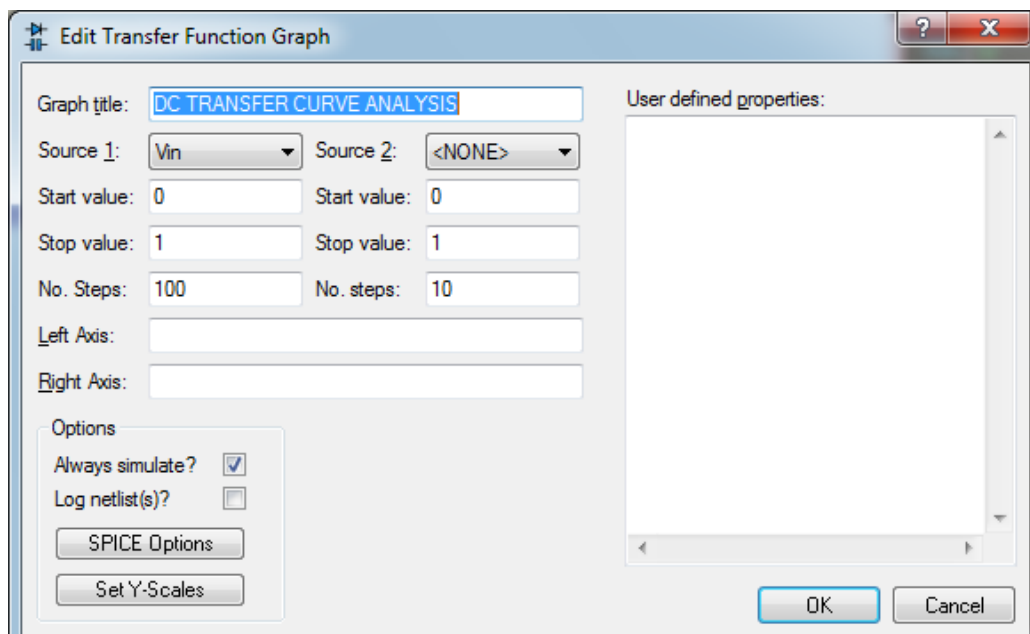 Edit Transfer Function Graph
?
X
Graph title: DC TRANSFER CURVE ANALYSIS
User defined properties:
Source 1: Vin Source 2: <NONE>
Start value: 0 Start value: 0
Stop value: 1 Stop value: 1
No. Steps: 100 No. steps: 10
Left Axis:
Right Axis:
Options
Always simulate?
Log netlist(s)?
SPICE Options
Set Y-Scales
OK Cancel